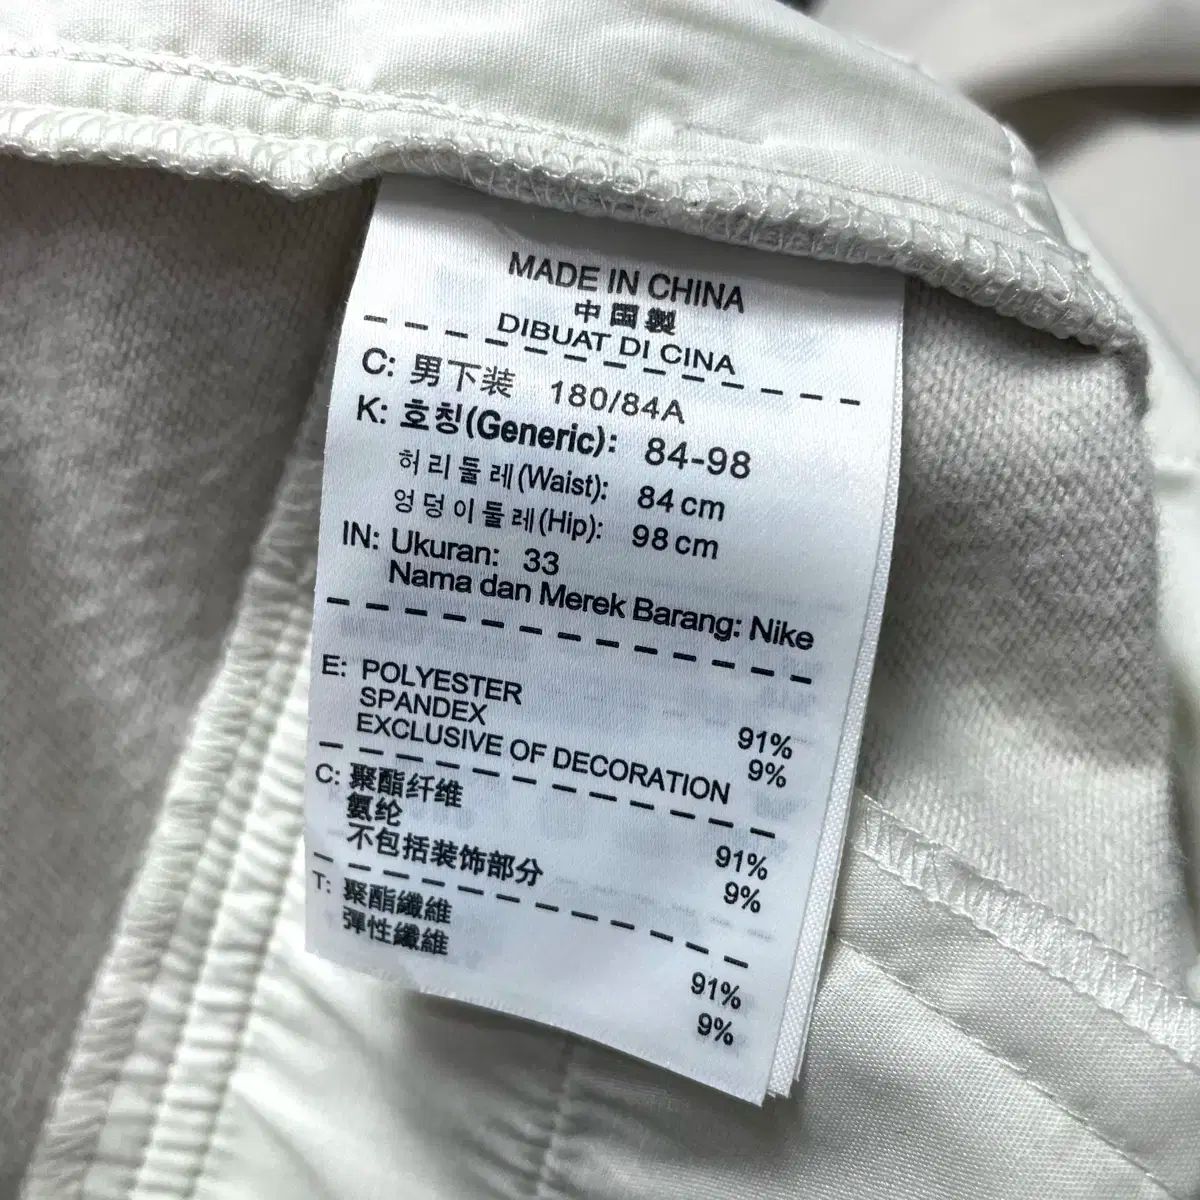 MADE IN CHINA
中国製
DIBUAT DI CINA
C: 男下装 180/84A
K: 호칭(Generic): 84-98
허리둘레(Waist): 84 cm
엉덩이둘레(Hip): 98 cm
IN: Ukuran: 33
Nama dan Merek Barang: Nike
E: POLYESTER 91%
SPANDEX 9%
EXCLUSIVE OF DECORATION
C: 聚酯纤维 91%
氨纶 9%
不包括装饰部分
T: 聚酯纖維 91%
彈性纖維 9%